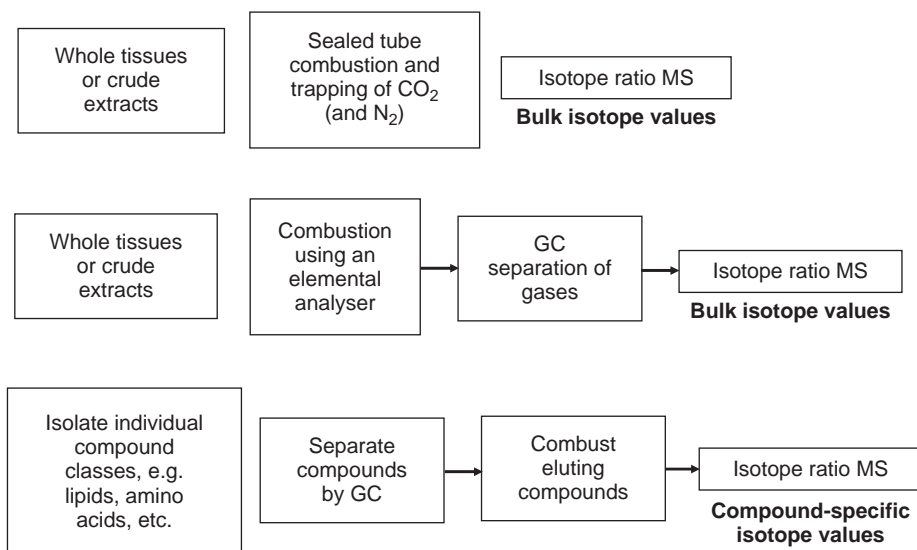 Whole tissues
or crude
extracts
Sealed tube
combustion and
trapping of CO₂
(and N₂)
Isotope ratio MS
Bulk isotope values
Whole tissues
or crude
extracts
Combustion
using an
elemental
analyser
GC
separation of
gases
Isotope ratio MS
Bulk isotope values
Isolate individual
compound
classes, e.g.
lipids, amino
acids, etc.
Separate
compounds
by GC
Combust
eluting
compounds
Isotope ratio MS
Compound-specific
isotope values